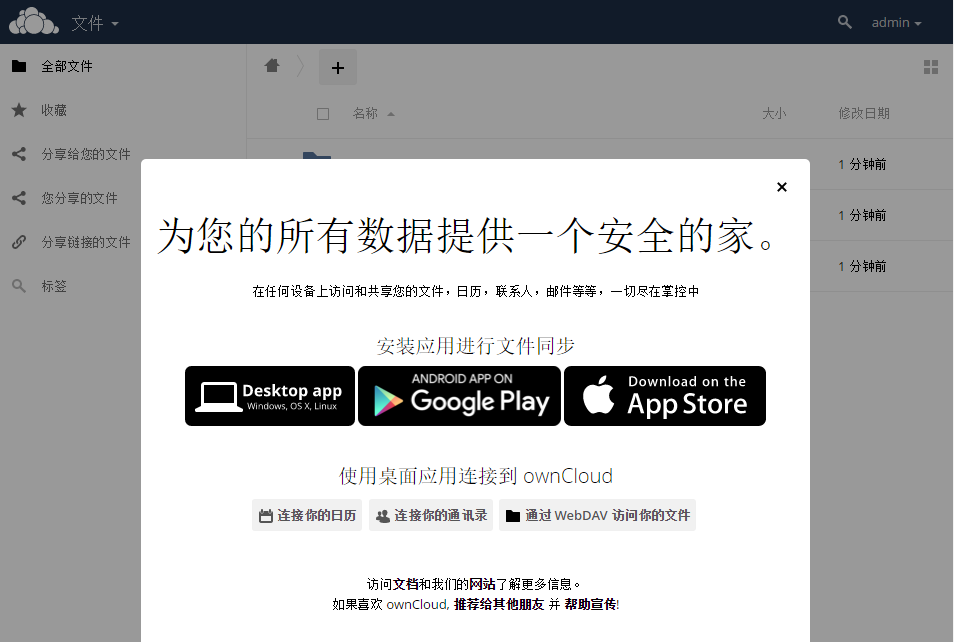 文件
admin
全部文件
收藏
分享给您的文件
您分享的文件
分享链接的文件
标签
+
名称 大小 修改日期
1 分钟前
1 分钟前
1 分钟前
×
为您的所有数据提供一个安全的家。
在任何设备上访问和共享您的文件，日历，联系人，邮件等等，一切尽在掌控中
安装应用进行文件同步
Desktop app
Windows, OS X, Linux
ANDROID APP ON
Google Play
Download on the
App Store
使用桌面应用连接到 ownCloud
连接你的日历 连接你的通讯录 通过 WebDAV 访问你的文件
访问文档和我们的网站了解更多信息。
如果喜欢 ownCloud, 推荐给其他朋友 并 帮助宣传!